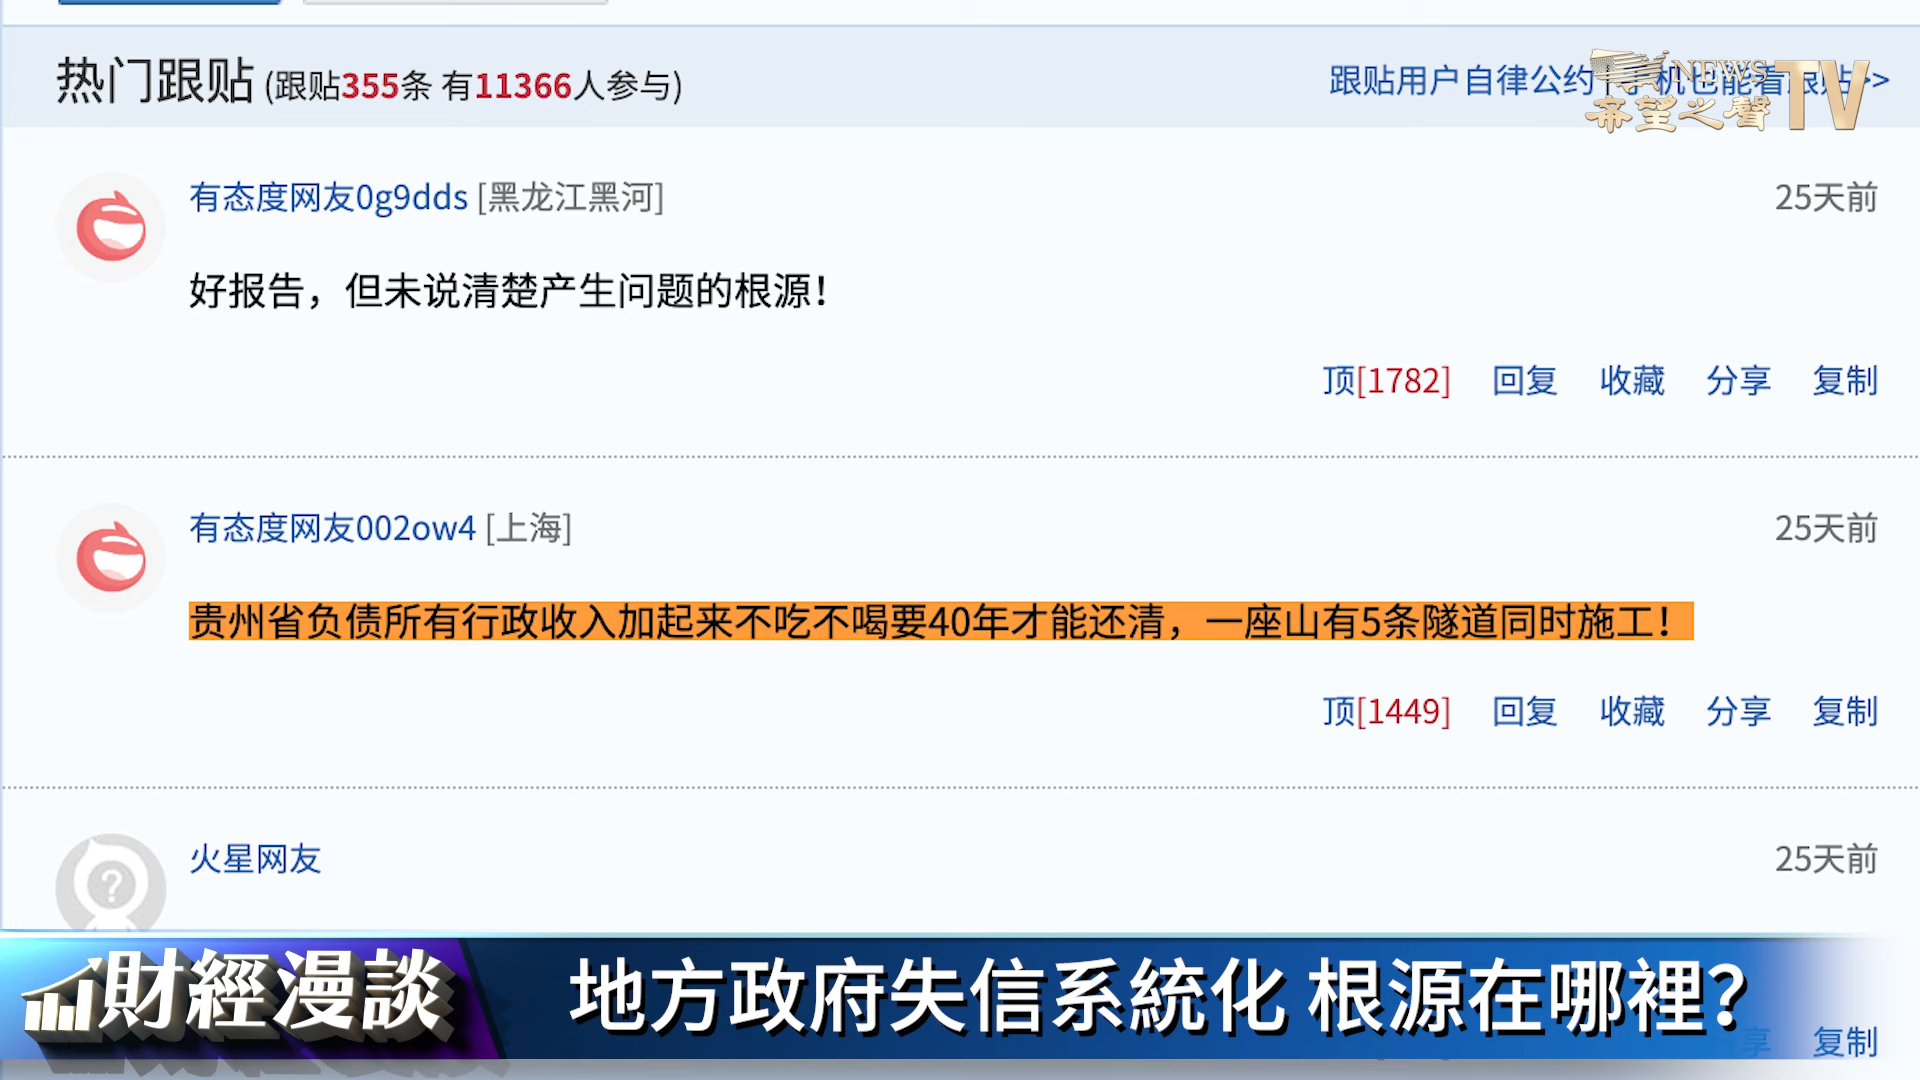 热门跟贴 (跟贴355条 有11366人参与)
跟贴用户自律公约 手机也能看跟贴>>
NEWS
希望之聲TV
有态度网友0g9dds [黑龙江黑河]
25天前
好报告，但未说清楚产生问题的根源！
顶[1782] 回复 收藏 分享 复制
有态度网友002ow4 [上海]
25天前
贵州省负债所有行政收入加起来不吃不喝要40年才能还清，一座山有5条隧道同时施工！
顶[1449] 回复 收藏 分享 复制
火星网友
25天前
財經漫談
地方政府失信系統化 根源在哪裡？
享 复制